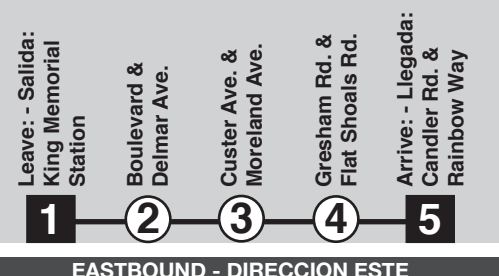 Leave: - Salida:
King Memorial
Station
Boulevard &
Delmar Ave.
Custer Ave. &
Moreland Ave.
Gresham Rd. &
Flat Shoals Rd.
Arrive: - Llegada:
Candler Rd. &
Rainbow Way
1
2
3
4
5
EASTBOUND - DIRECCION ESTE